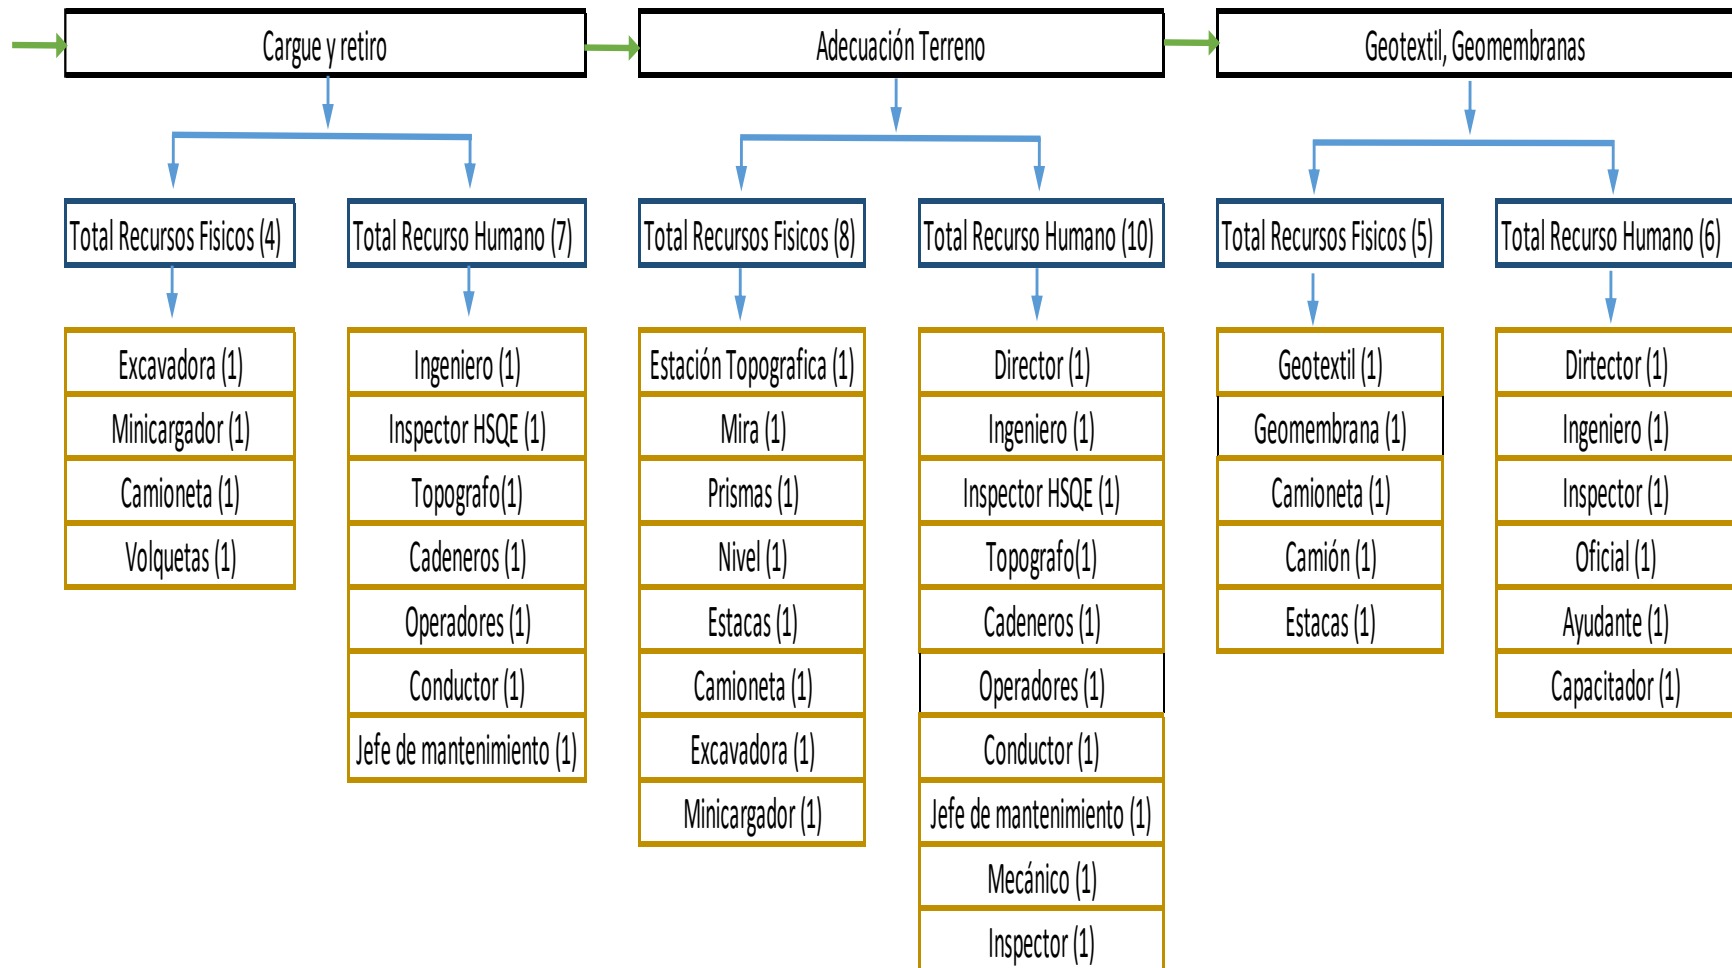 Cargue y retiro
Adecuación Terreno
Geotextil, Geomembranas
Total Recursos Fisicos (4)
Total Recurso Humano (7)
Total Recursos Fisicos (8)
Total Recurso Humano (10)
Total Recursos Fisicos (5)
Total Recurso Humano (6)
Excavadora (1)
Minicargador (1)
Camioneta (1)
Volquetas (1)
Ingeniero (1)
Inspector HSQE (1)
Topografo(1)
Cadeneros (1)
Operadores (1)
Conductor (1)
Jefe de mantenimiento (1)
Estación Topografica (1)
Mira (1)
Prismas (1)
Nivel (1)
Estacas (1)
Camioneta (1)
Excavadora (1)
Minicargador (1)
Director (1)
Ingeniero (1)
Inspector HSQE (1)
Topografo(1)
Cadeneros (1)
Operadores (1)
Conductor (1)
Jefe de mantenimiento (1)
Mecánico (1)
Inspector (1)
Geotextil (1)
Geomembrana (1)
Camioneta (1)
Camión (1)
Estacas (1)
Dirtector (1)
Ingeniero (1)
Inspector (1)
Oficial (1)
Ayudante (1)
Capacitador (1)